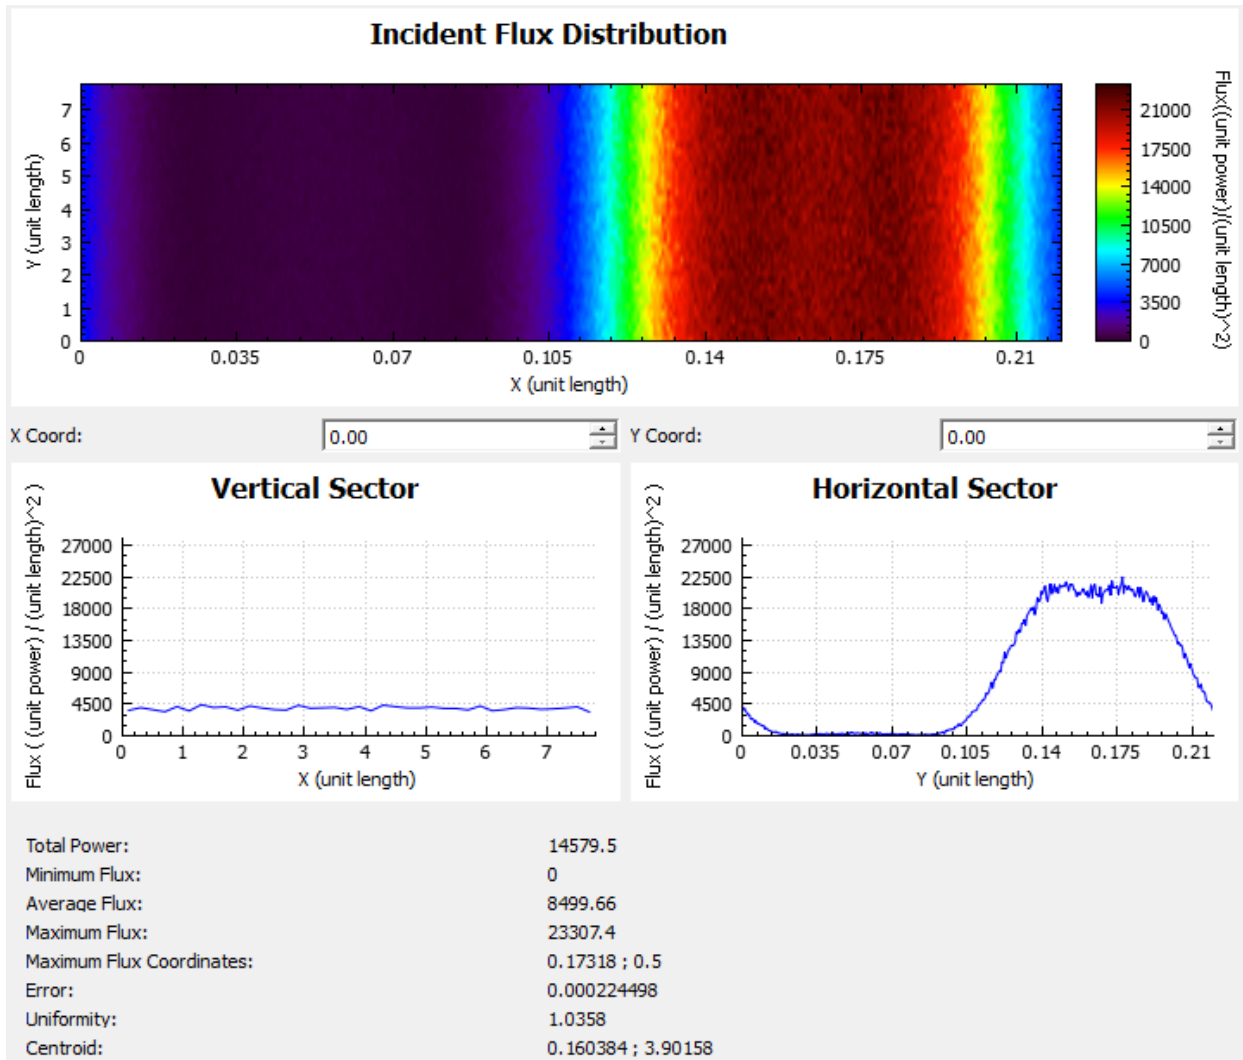 Incident Flux Distribution
Y (unit length)
7
6
5
4
3
2
1
0
0 0.035 0.07 0.105 0.14 0.175 0.21
X (unit length)
21000
17500
14000
10500
7000
3500
0
Flux((unit power)/(unit length)^2)
X Coord: 0.00 Y Coord: 0.00
Vertical Sector
Flux ( (unit power) / (unit length)^2 )
27000
22500
18000
13500
9000
4500
0
0 1 2 3 4 5 6 7
X (unit length)
Horizontal Sector
Flux ( (unit power) / (unit length)^2 )
27000
22500
18000
13500
9000
4500
0
0 0.035 0.07 0.105 0.14 0.175 0.21
Y (unit length)
Total Power: 14579.5
Minimum Flux: 0
Average Flux: 8499.66
Maximum Flux: 23307.4
Maximum Flux Coordinates: 0.17318 ; 0.5
Error: 0.000224498
Uniformity: 1.0358
Centroid: 0.160384 ; 3.90158